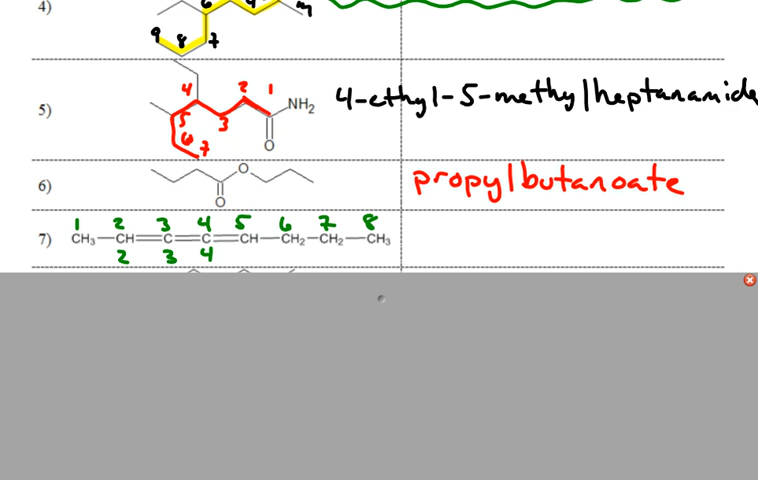 4)
6
9 8 7
5)
4 2 1
NH2
5 3
6
7
O
4-ethyl-5-methylheptanamide
6)
O
O
propylbutanoate
1 2 3 4 5 6 7 8
7) CH3-CH=C=C=CH-CH2-CH2-CH3
2 3 4